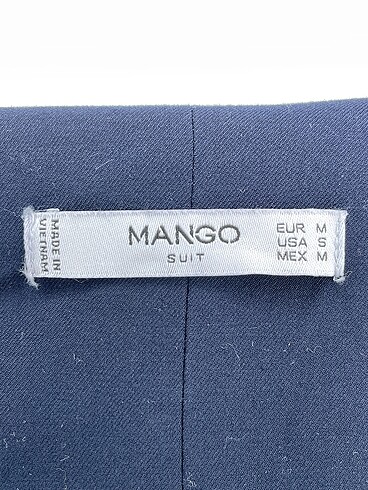 MADE IN
VIETNAM
MANGO
SUIT
EUR M
USA S
MEX M